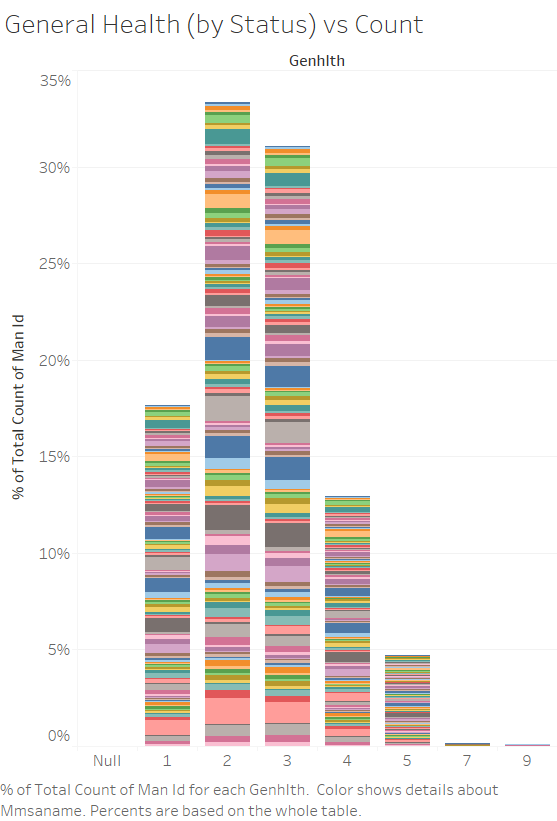 General Health (by Status) vs Count
Genhlth
35%
30%
25%
20%
15%
10%
5%
0%
% of Total Count of Man Id
Null 1 2 3 4 5 7 9
% of Total Count of Man Id for each Genhlth. Color shows details about
Mmsaname. Percents are based on the whole table.